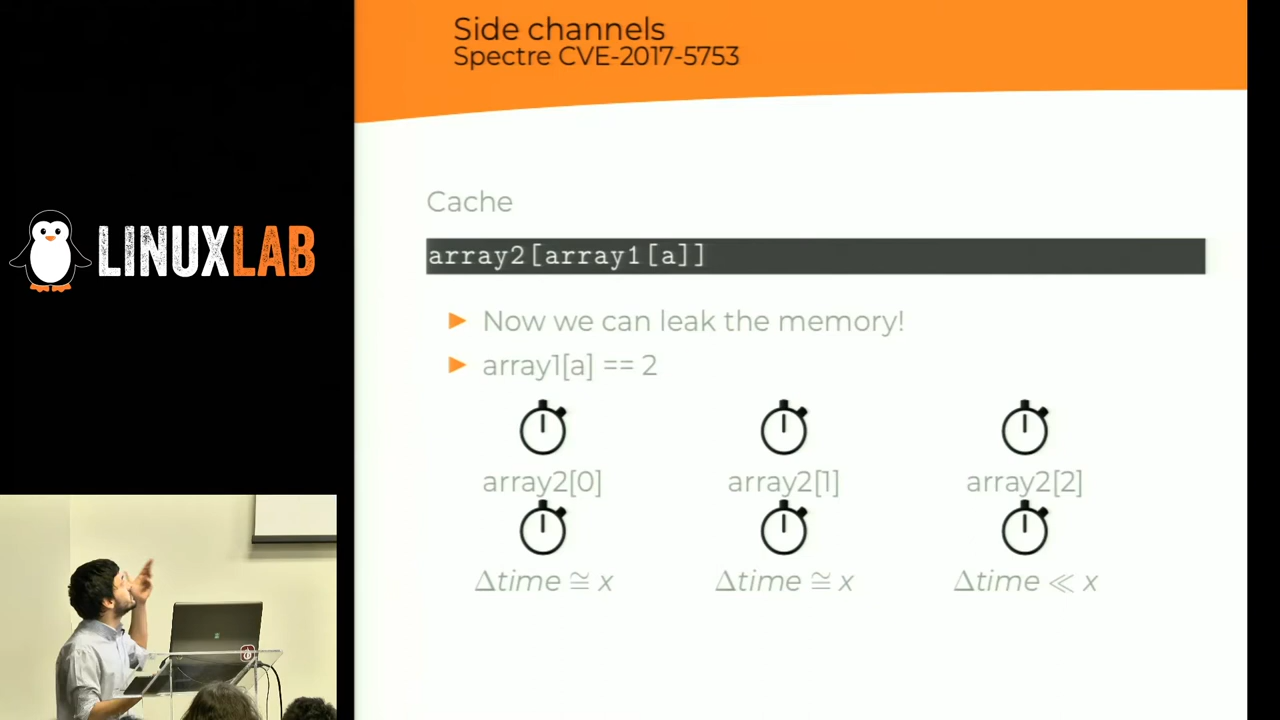 Side channels
Spectre CVE-2017-5753
LINUXLAB
Cache
array2[array1[a]]
► Now we can leak the memory!
► array1[a] == 2
array2[0] array2[1] array2[2]
Δtime ≅ x Δtime ≅ x Δtime ≪ x